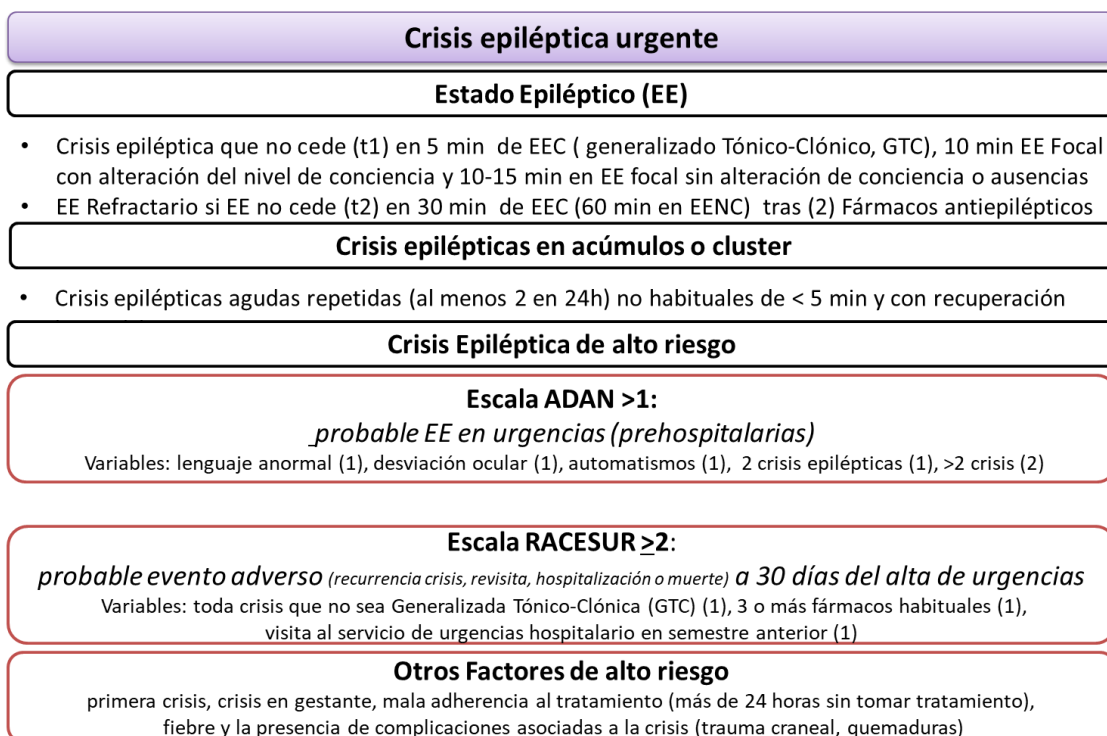 Crisis epiléptica urgente
Estado Epiléptico (EE)
• Crisis epiléptica que no cede (t1) en 5 min de EEC ( generalizado Tónico-Clónico, GTC), 10 min EE Focal
con alteración del nivel de conciencia y 10-15 min en EE focal sin alteración de conciencia o ausencias
• EE Refractario si EE no cede (t2) en 30 min de EEC (60 min en EENC) tras (2) Fármacos antiepilépticos
Crisis epilépticas en acúmulos o cluster
• Crisis epilépticas agudas repetidas (al menos 2 en 24h) no habituales de < 5 min y con recuperación
Crisis Epiléptica de alto riesgo
Escala ADAN >1:
_probable EE en urgencias (prehospitalarias)
Variables: lenguaje anormal (1), desviación ocular (1), automatismos (1), 2 crisis epilépticas (1), >2 crisis (2)
Escala RACESUR >2:
probable evento adverso (recurrencia crisis, revisita, hospitalización o muerte) a 30 días del alta de urgencias
Variables: toda crisis que no sea Generalizada Tónico-Clónica (GTC) (1), 3 o más fármacos habituales (1),
visita al servicio de urgencias hospitalario en semestre anterior (1)
Otros Factores de alto riesgo
primera crisis, crisis en gestante, mala adherencia al tratamiento (más de 24 horas sin tomar tratamiento),
fiebre y la presencia de complicaciones asociadas a la crisis (trauma craneal, quemaduras)